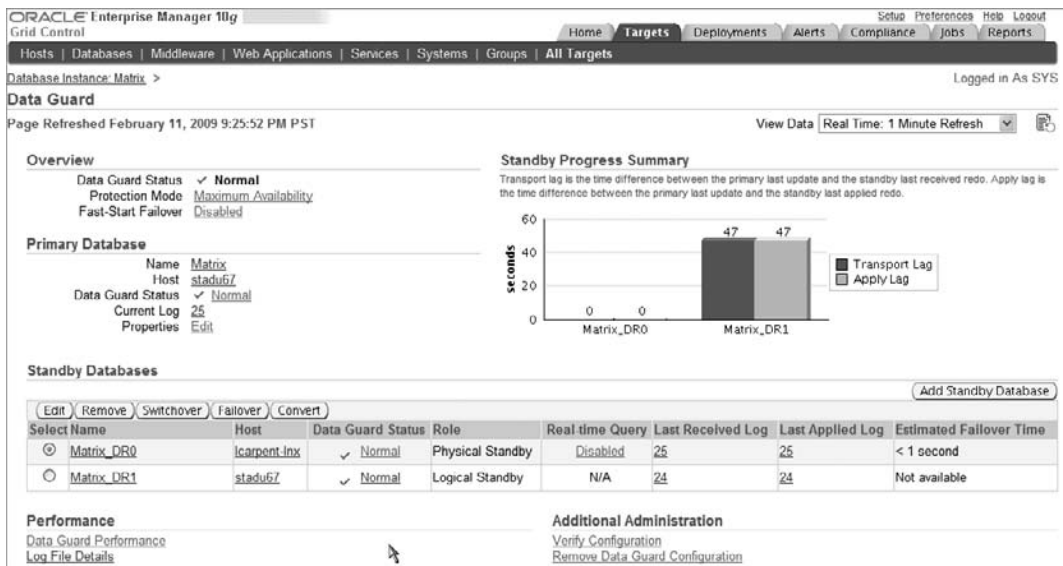 ORACLE Enterprise Manager 10g
Grid Control
Setup Preferences Help Logout
Home Targets Deployments Alerts Compliance Jobs Reports
Hosts | Databases | Middleware | Web Applications | Services | Systems | Groups | All Targets
Database Instance: Matrix >
Logged in As SYS
Data Guard
Page Refreshed February 11, 2009 9:25:52 PM PST
View Data Real Time: 1 Minute Refresh
Overview
Data Guard Status ✓ Normal
Protection Mode Maximum Availability
Fast-Start Failover Disabled
Primary Database
Name Matrix
Host stadu67
Data Guard Status ✓ Normal
Current Log 25
Properties Edit
Standby Progress Summary
Transport lag is the time difference between the primary last update and the standby last received redo. Apply lag is
the time difference between the primary last update and the standby last applied redo.
seconds
60
40
20
0
0 0
47 47
Matrix_DR0 Matrix_DR1
Transport Lag
Apply Lag
Standby Databases
Add Standby Database
Edit Remove Switchover Failover Convert
Select Name Host Data Guard Status Role Real-time Query Last Received Log Last Applied Log Estimated Failover Time
Matrix_DR0 lcarpent-lnx ✓ Normal Physical Standby Disabled 25 25 < 1 second
Matrix_DR1 stadu67 ✓ Normal Logical Standby N/A 24 24 Not available
Performance
Data Guard Performance
Log File Details
Additional Administration
Verify Configuration
Remove Data Guard Configuration